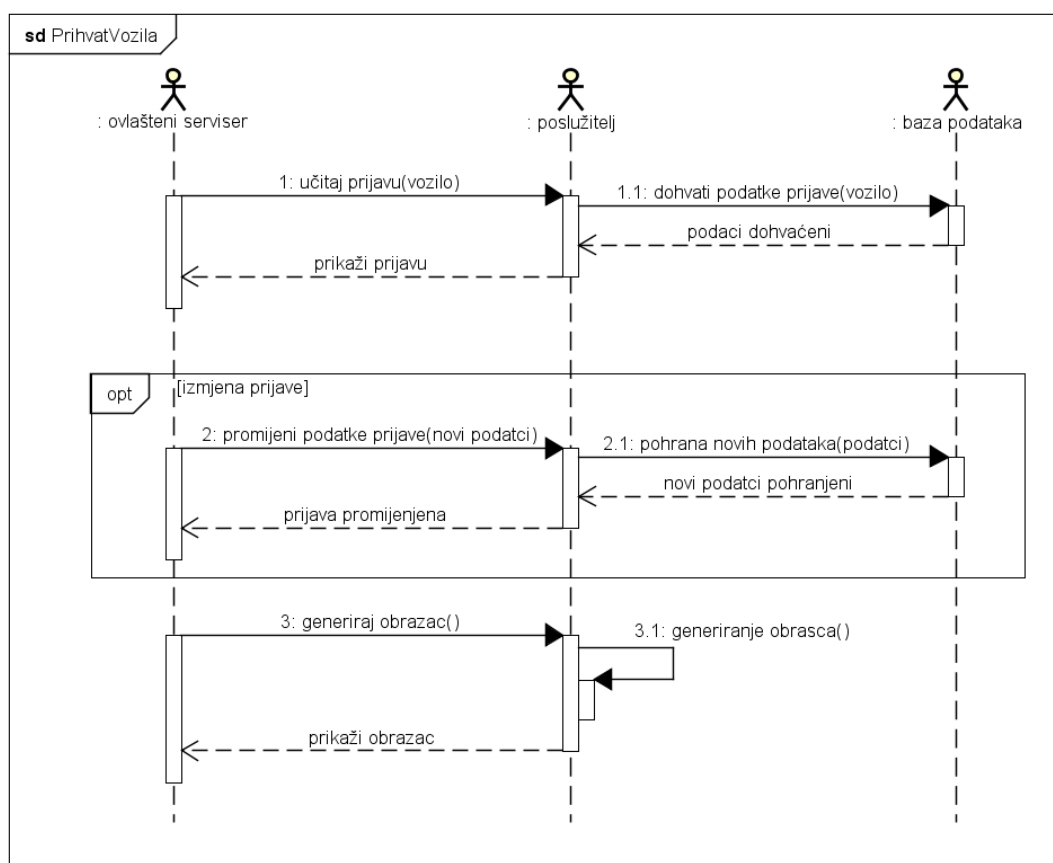 sd PrihvatVozila
: ovlašteni serviser
: poslužitelj
: baza podataka
1: učitaj prijavu(vozilo)
1.1: dohvati podatke prijave(vozilo)
podaci dohvaćeni
prikaži prijavu
opt
[izmjena prijave]
2: promijeni podatke prijave(novi podatci)
2.1: pohrana novih podataka(podatci)
novi podatci pohranjeni
prijava promijenjena
3: generiraj obrazac()
3.1: generiranje obrasca()
prikaži obrazac